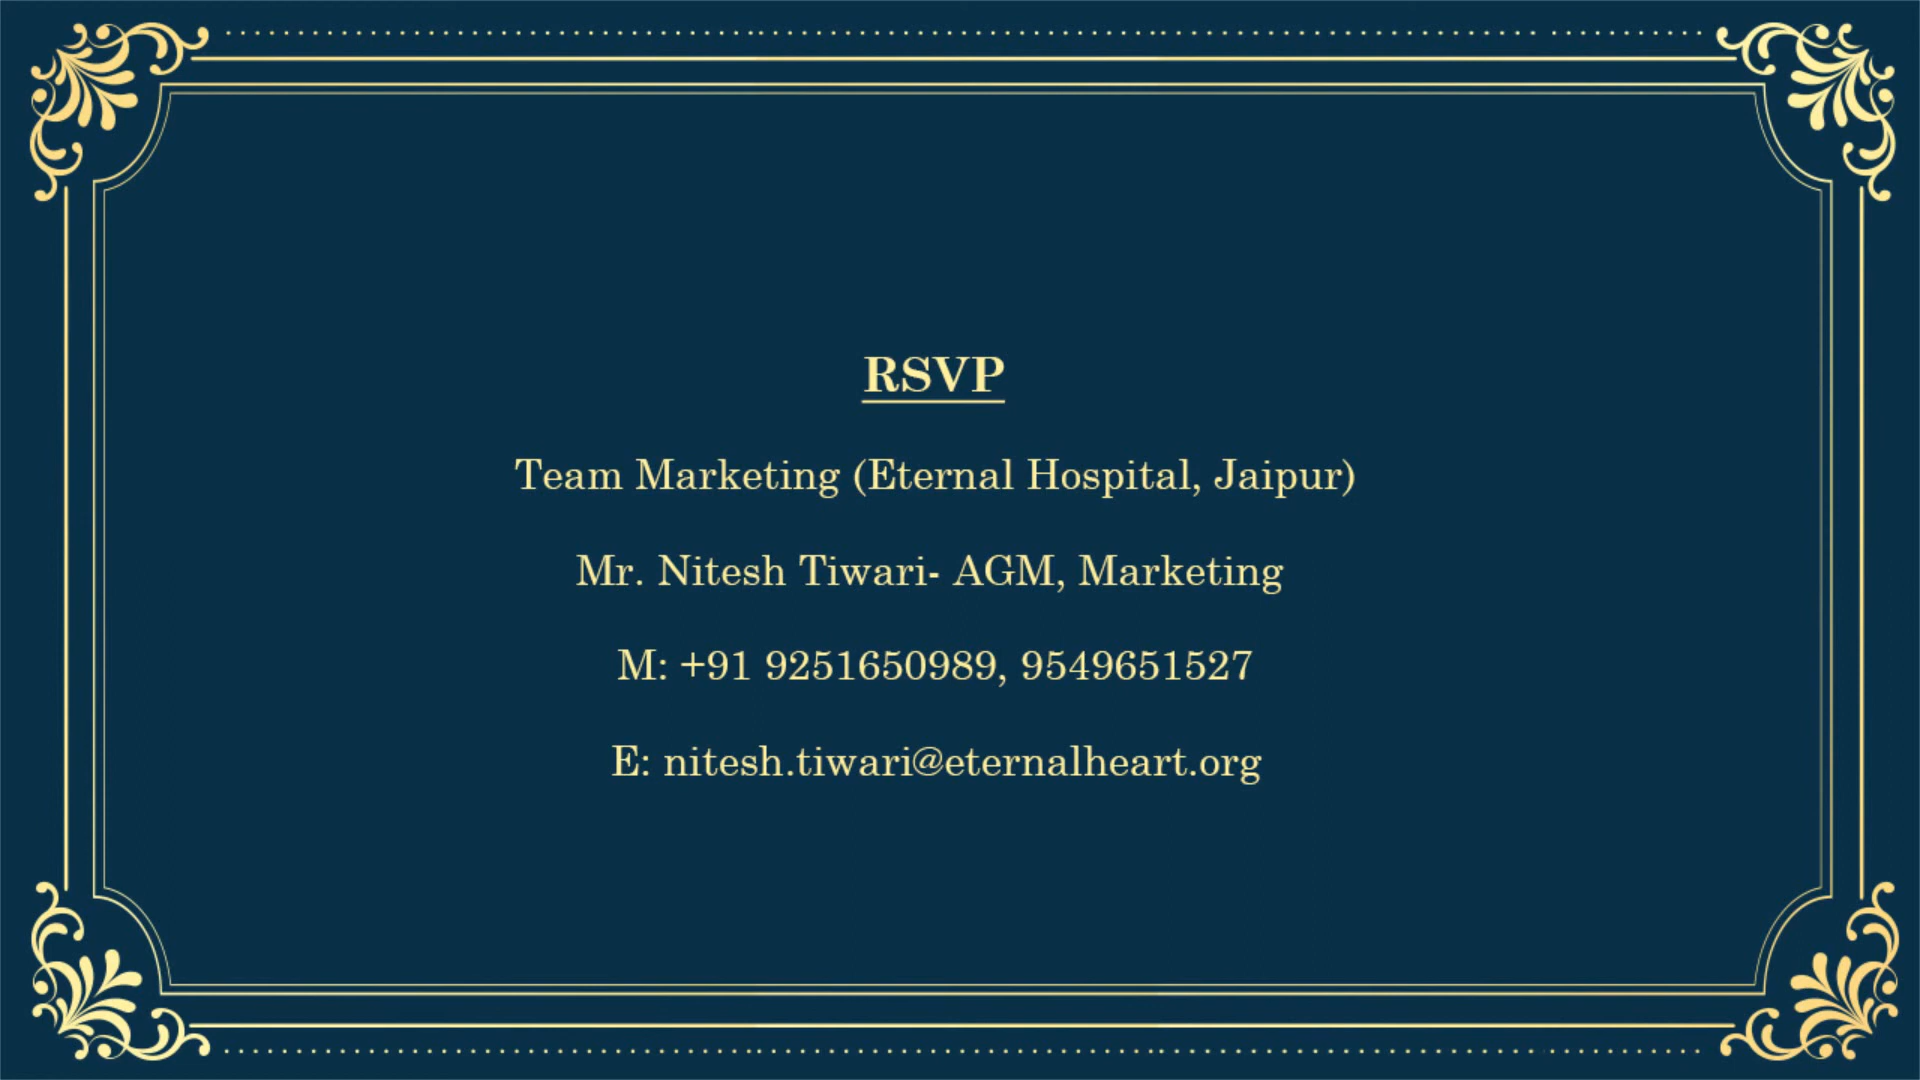 RSVP
Team Marketing (Eternal Hospital, Jaipur)
Mr. Nitesh Tiwari- AGM, Marketing
M: +91 9251650989, 9549651527
E: nitesh.tiwari@eternalheart.org